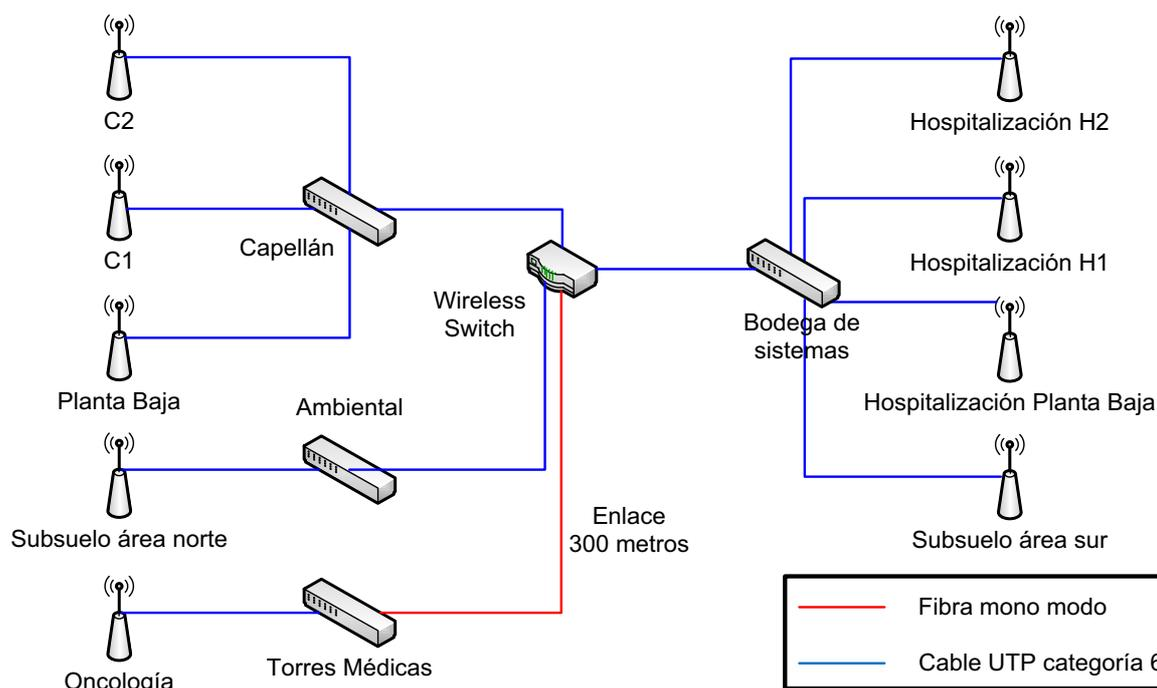 C2
C1
Planta Baja
Subsuelo área norte
Oncología
Capellán
Ambiental
Torres Médicas
Wireless
Switch
Enlace
300 metros
Bodega de
sistemas
Hospitalización H2
Hospitalización H1
Hospitalización Planta Baja
Subsuelo área sur
Fibra mono modo
Cable UTP categoría 6